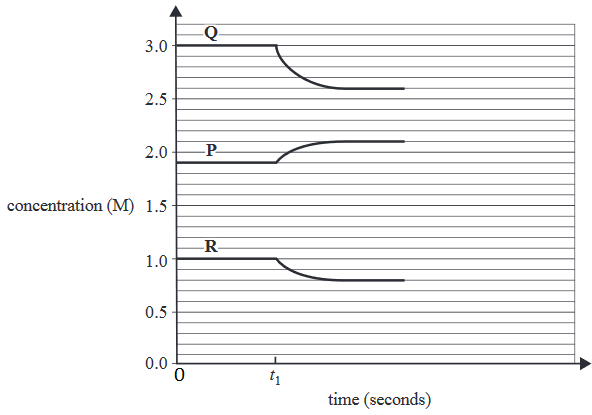 Q
3.0
2.5
P
2.0
concentration (M) 1.5
R
1.0
0.5
0.0
0 t1
time (seconds)